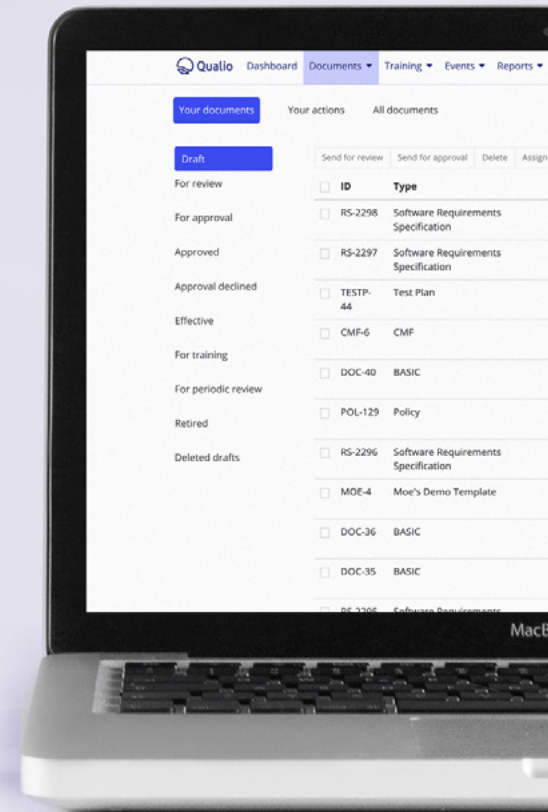 Qualio Dashboard Documents Training Events Reports
Your documents Your actions All documents
Draft
For review
For approval
Approved
Approval declined
Effective
For training
For periodic review
Retired
Deleted drafts
Send for review Send for approval Delete Assign
ID Type
RS-2298 Software Requirements
Specification
RS-2297 Software Requirements
Specification
TESTP- Test Plan
44
CMF-6 CMF
DOC-40 BASIC
POL-129 Policy
RS-2296 Software Requirements
Specification
MOE-4 Moe's Demo Template
DOC-36 BASIC
DOC-35 BASIC
RS-2295 Software Requirements
MacB